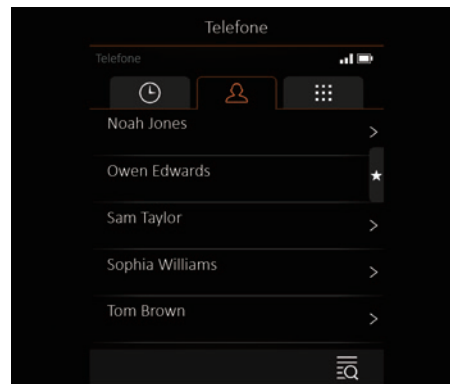 Telefone
Telefone
Noah Jones
Owen Edwards
Sam Taylor
Sophia Williams
Tom Brown